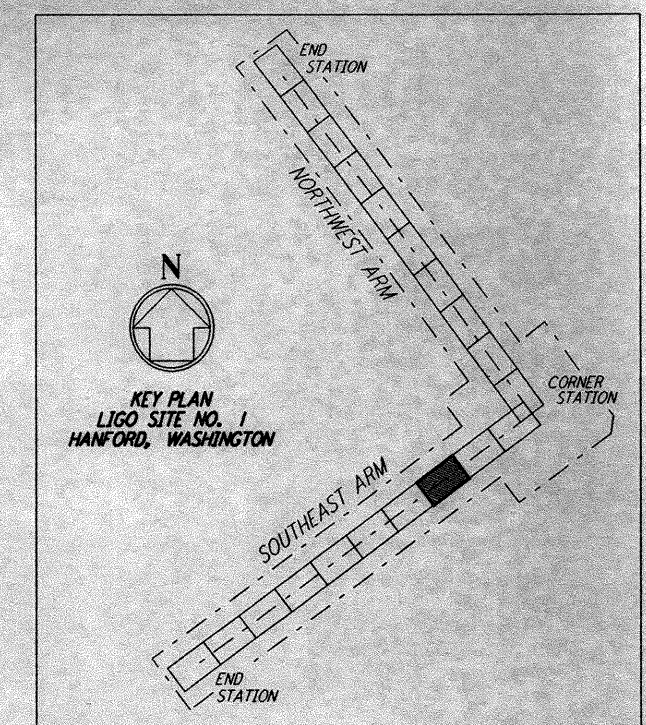 END
STATION
NORTHWEST ARM
N
KEY PLAN
LIGO SITE NO. 1
HANFORD, WASHINGTON
CORNER
STATION
SOUTHEAST ARM
END
STATION